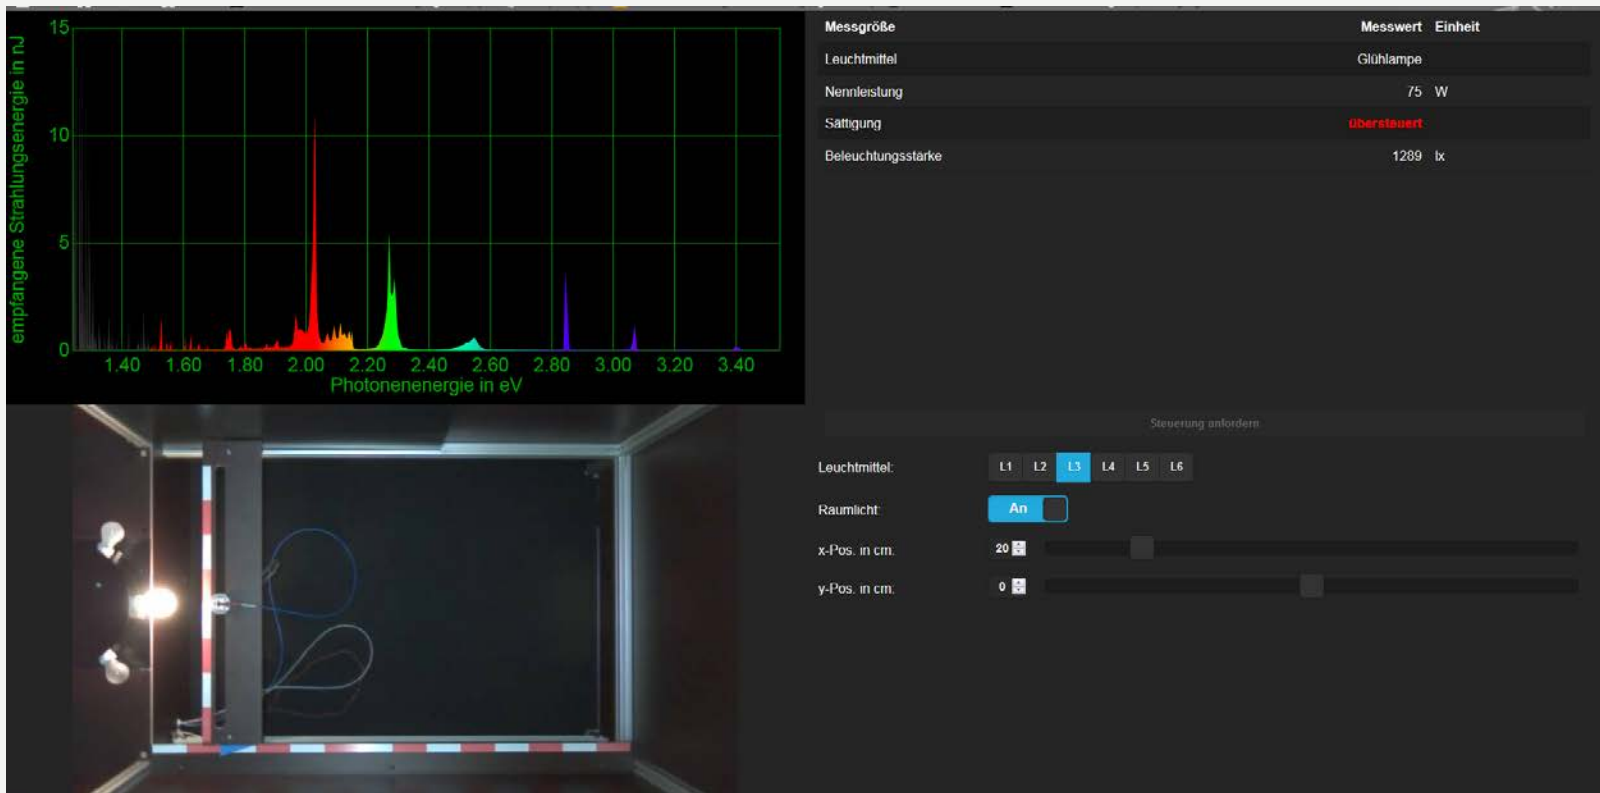 empfangene Strahlungsenergie in nJ
15
10
5
0
1.40 1.60 1.80 2.00 2.20 2.40 2.60 2.80 3.00 3.20 3.40
Photonenenergie in eV
Messgröße Messwert Einheit
Leuchtmittel Glühlampe
Nennleistung 75 W
Sättigung übersteuert
Beleuchtungsstärke 1289 lx
Steuerung anfordern
Leuchtmittel: L1 L2 L3 L4 L5 L6
Raumlicht: An
x-Pos. in cm: 20
y-Pos. in cm: 0